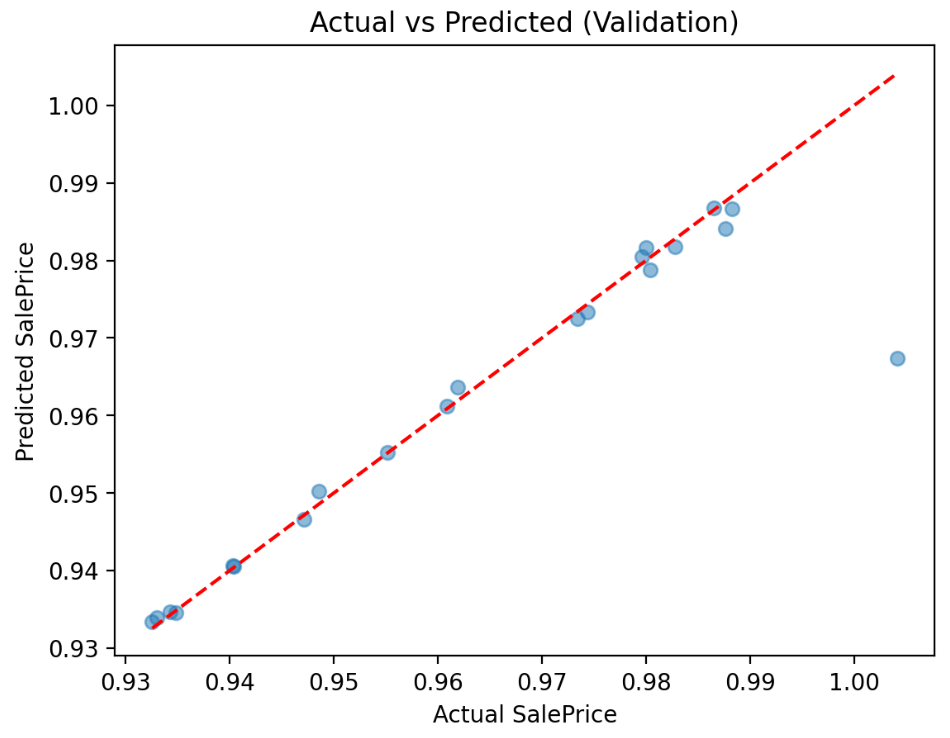 Actual vs Predicted (Validation)
Predicted SalePrice
1.00
0.99
0.98
0.97
0.96
0.95
0.94
0.93
0.93 0.94 0.95 0.96 0.97 0.98 0.99 1.00
Actual SalePrice